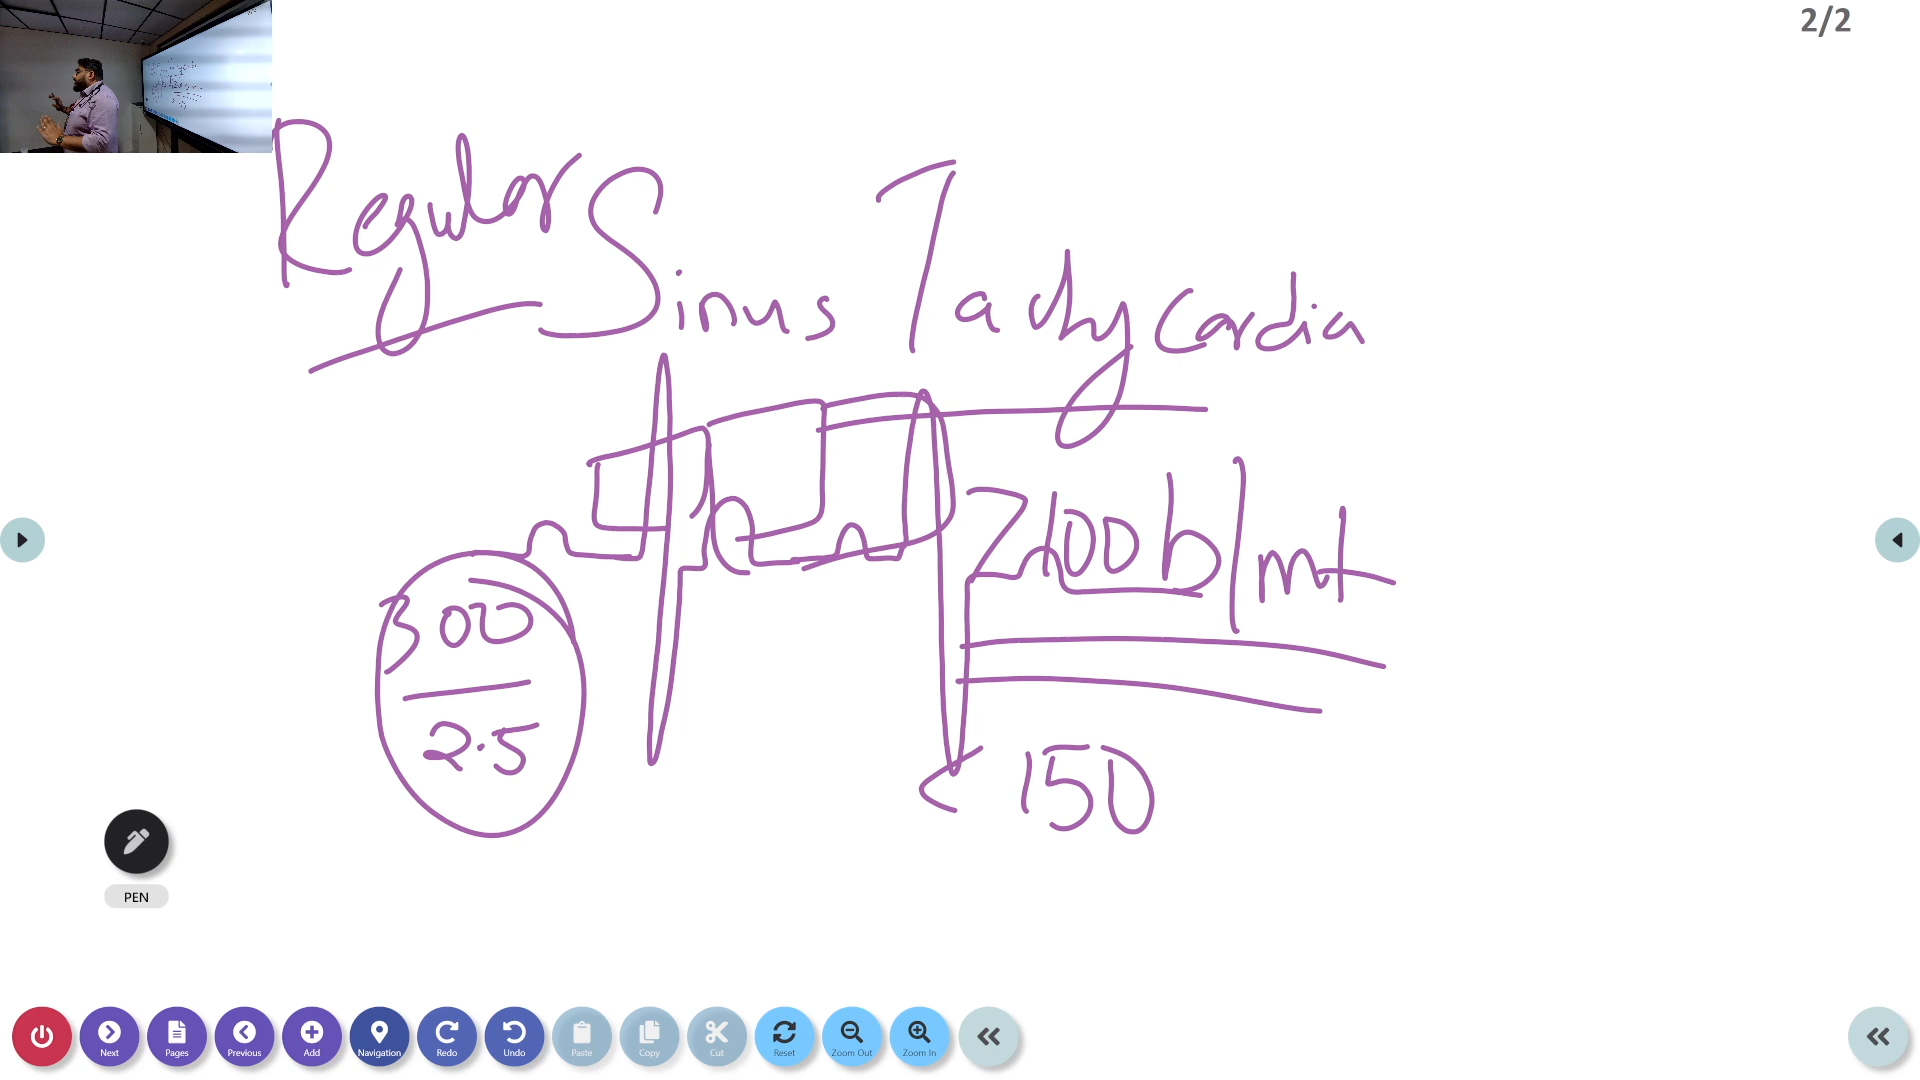 2/2
Regular Sinus Tachycardia
>100 b/mt
300
2.5
< 150
PEN
Next
Pages
Previous
Add
Navigation
Redo
Undo
Paste
Copy
Cut
Reset
Zoom Out
Zoom In